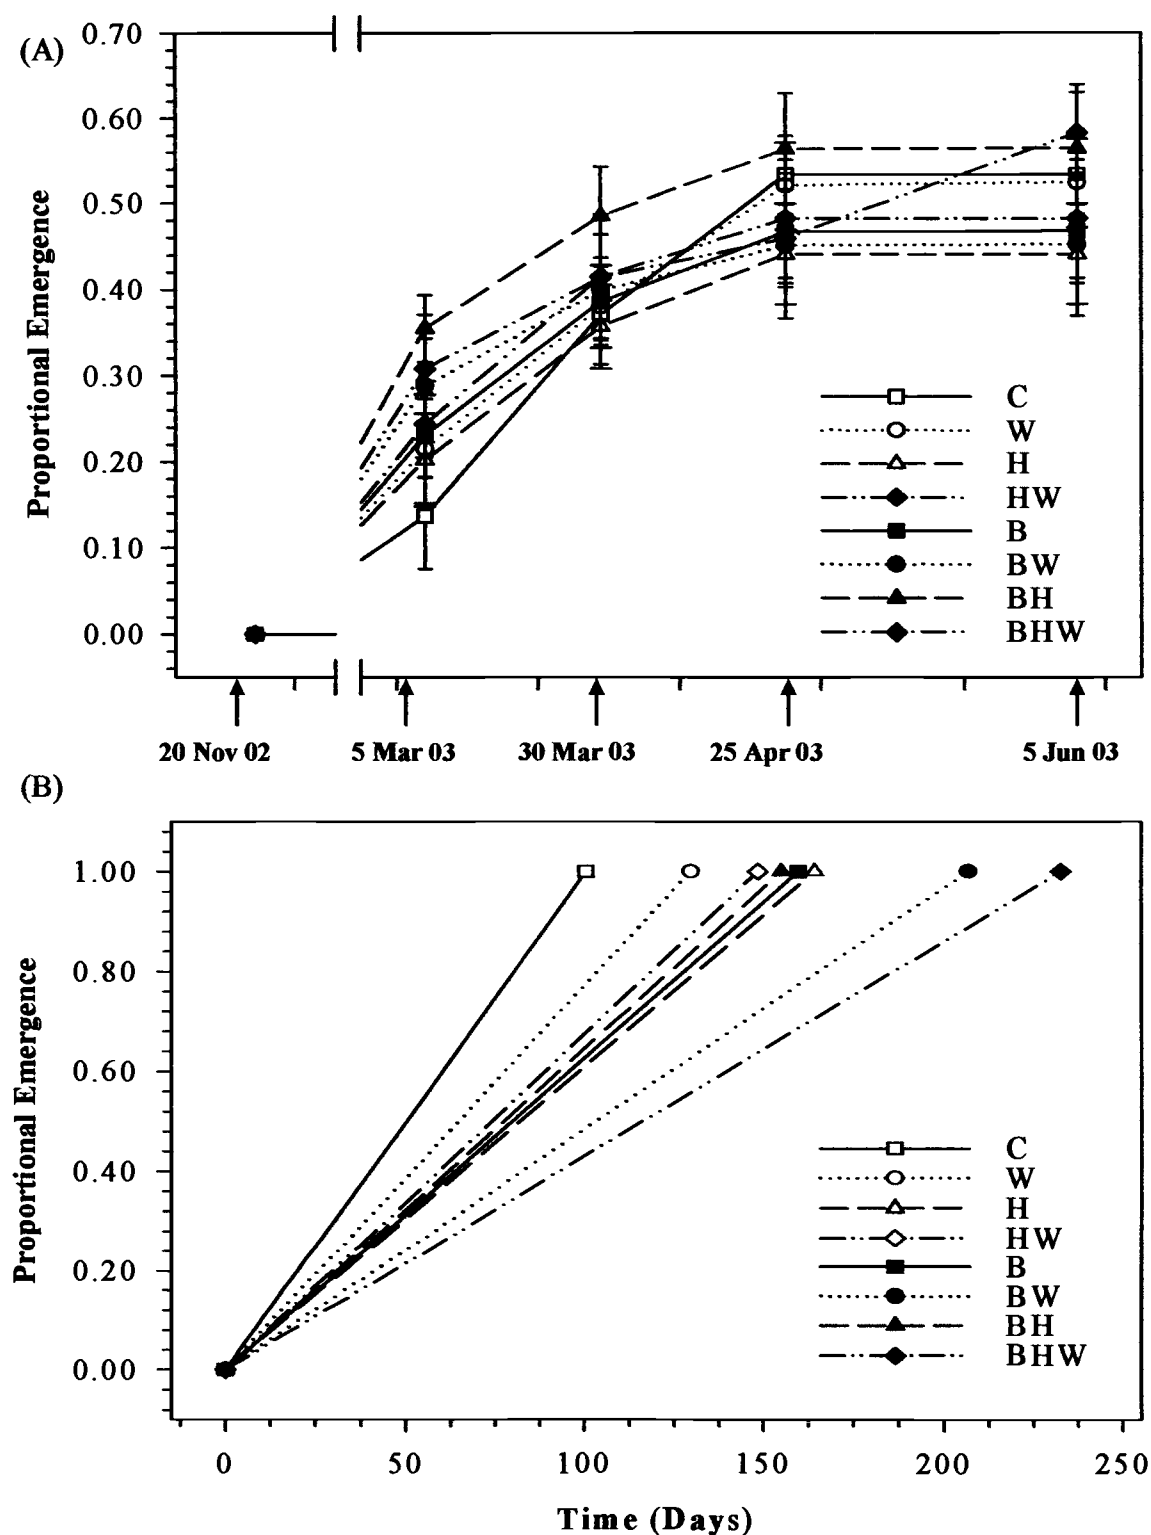 (A)
0.70
0.60
0.50
0.40
0.30
0.20
0.10
0.00
Proportional Emergence
C
W
H
HW
B
BW
BH
BHW
20 Nov 02 5 Mar 03 30 Mar 03 25 Apr 03 5 Jun 03
(B)
1.00
0.80
0.60
0.40
0.20
0.00
Proportional Emergence
C
W
H
HW
B
BW
BH
BHW
0 50 100 150 200 250
Time (Days)